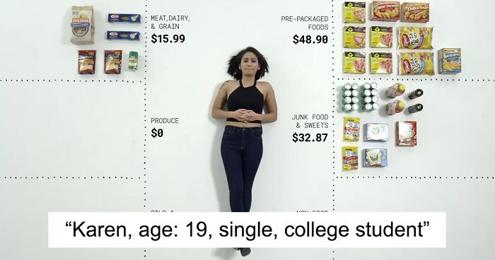 MEAT,DAIRY,
& GRAIN
$15.99
PRE-PACKAGED
FOODS
$48.90
PRODUCE
$0
JUNK FOOD
& SWEETS
$32.87
“Karen, age: 19, single, college student”